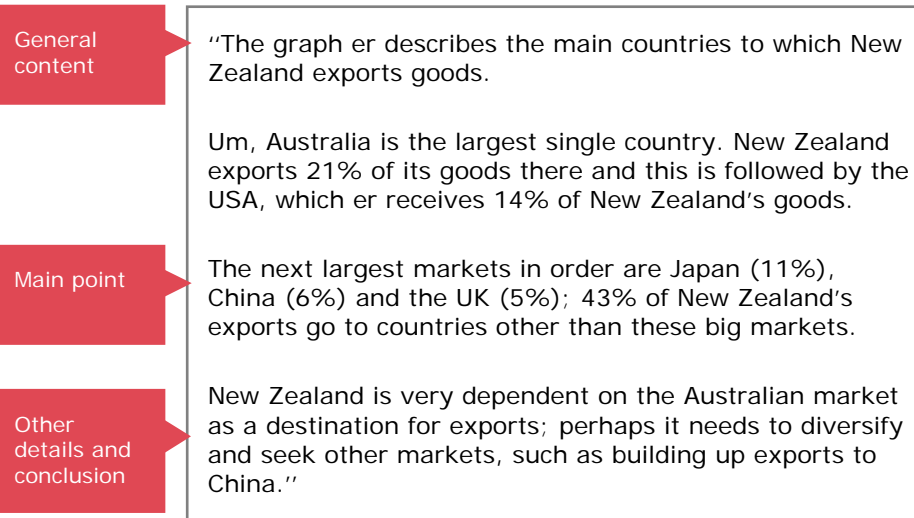 General
content
''The graph er describes the main countries to which New
Zealand exports goods.
Um, Australia is the largest single country. New Zealand
exports 21% of its goods there and this is followed by the
USA, which er receives 14% of New Zealand's goods.
Main point
The next largest markets in order are Japan (11%),
China (6%) and the UK (5%); 43% of New Zealand's
exports go to countries other than these big markets.
Other
details and
conclusion
New Zealand is very dependent on the Australian market
as a destination for exports; perhaps it needs to diversify
and seek other markets, such as building up exports to
China.''